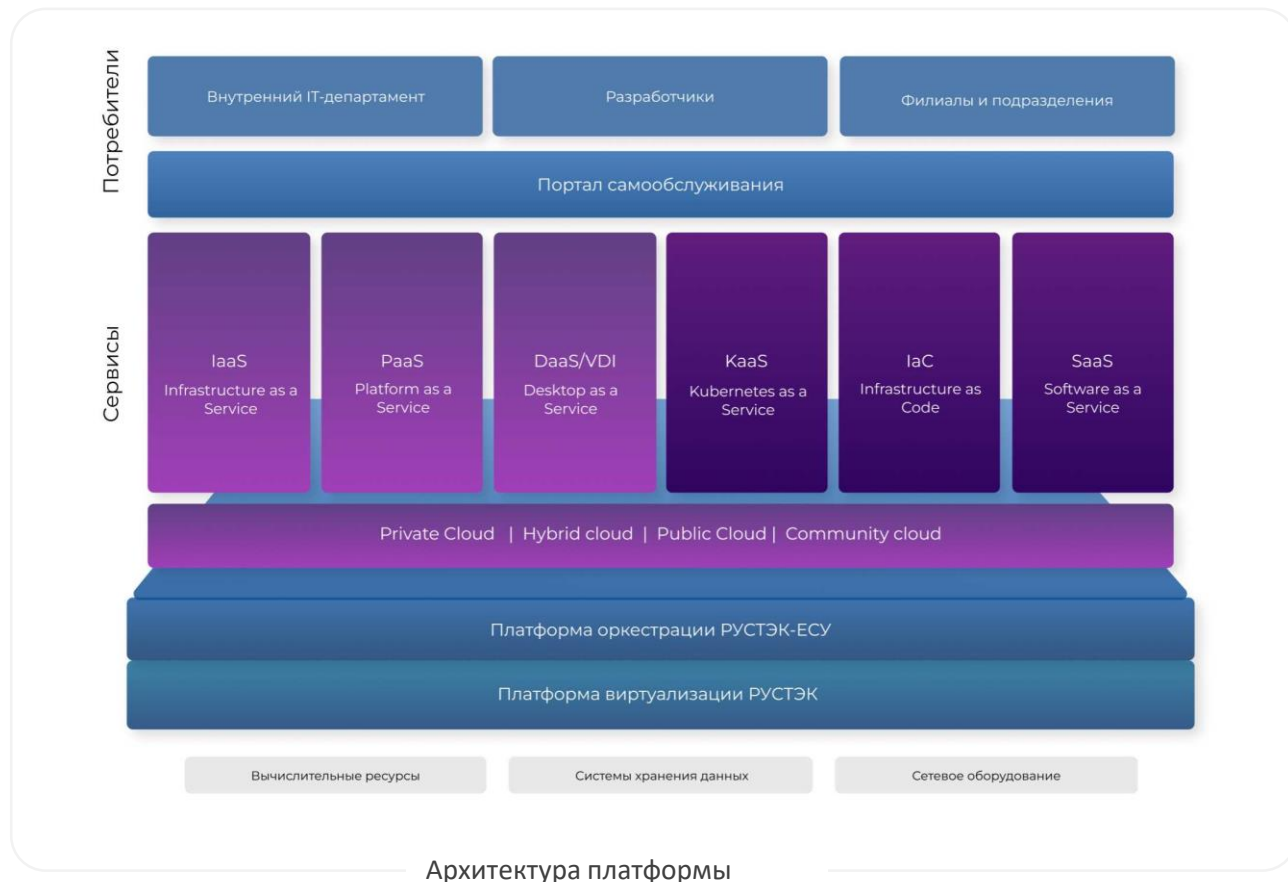 Потребители
Внутренний IT-департамент
Разработчики
Филиалы и подразделения
Портал самообслуживания
Сервисы
IaaS
Infrastructure as a
Service
PaaS
Platform as a
Service
DaaS/VDI
Desktop as a
Service
KaaS
Kubernetes as a
Service
IaC
Infrastructure as
Code
SaaS
Software as a
Service
Private Cloud | Hybrid cloud | Public Cloud | Community cloud
Платформа оркестрации РУСТЭК-ЕСУ
Платформа виртуализации РУСТЭК
Вычислительные ресурсы
Системы хранения данных
Сетевое оборудование
Архитектура платформы